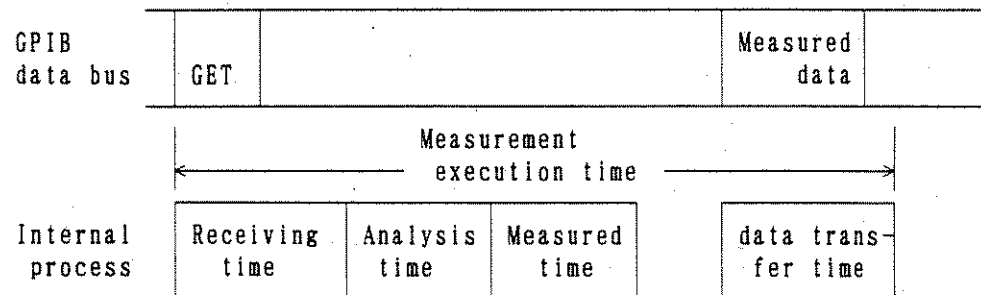 GPIB
data bus
GET
Measured
data
Measurement
execution time
Internal
process
Receiving
time
Analysis
time
Measured
time
data trans-
fer time